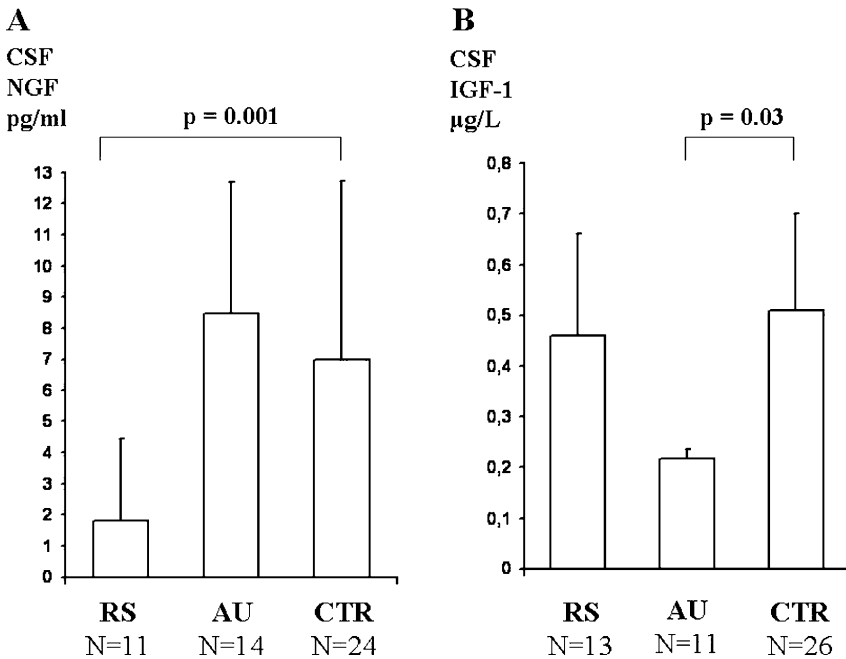 A
CSF
NGF
pg/ml
p = 0.001
13
12
11
10
9
8
7
6
5
4
3
2
1
0
RS AU CTR
N=11 N=14 N=24
B
CSF
IGF-1
µg/L
p = 0.03
0,8
0,7
0,6
0,5
0,4
0,3
0,2
0,1
0
RS AU CTR
N=13 N=11 N=26